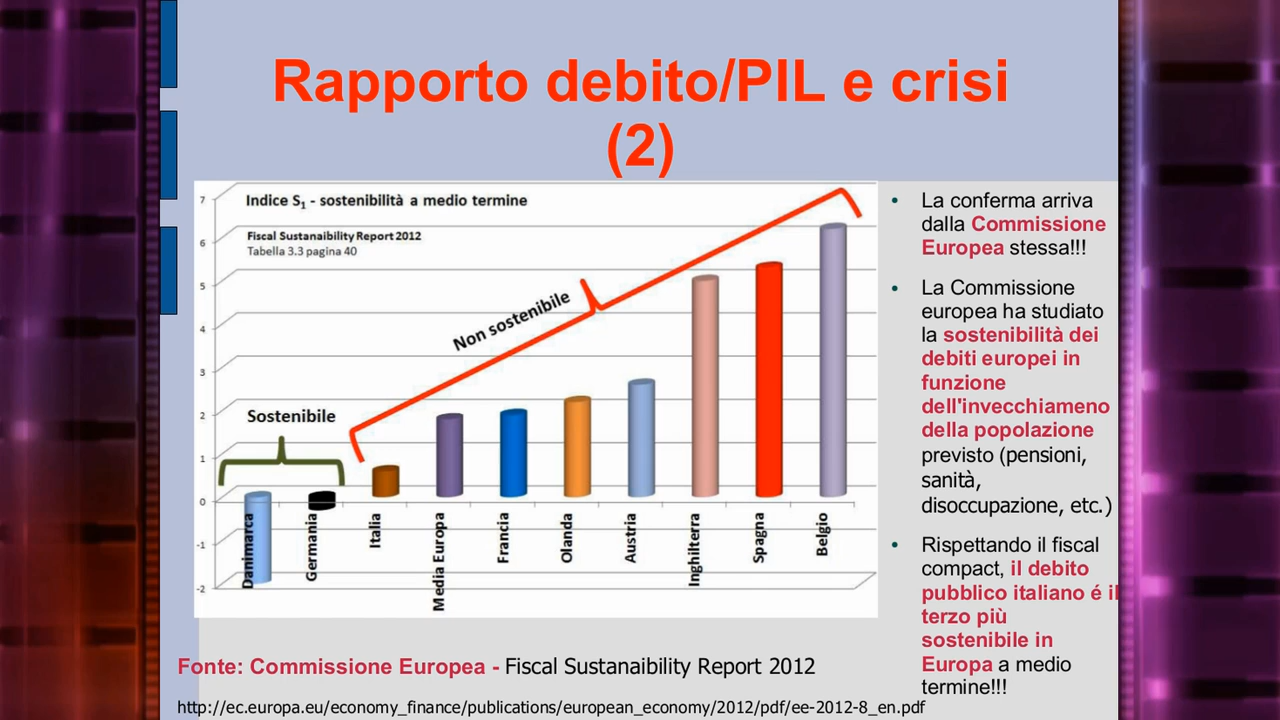 Rapporto debito/PIL e crisi
(2)
Indice S1 - sostenibilità a medio termine
Fiscal Sustanaibility Report 2012
Tabella 3.3 pagina 40
7
6
5
4
3
2
1
0
-1
-2
Non sostenibile
Sostenibile
Danimarca
Germania
Italia
Media Europa
Francia
Olanda
Austria
Inghilterra
Spagna
Belgio
• La conferma arriva
dalla Commissione
Europea stessa!!!
• La Commissione
europea ha studiato
la sostenibilità dei
debiti europei in
funzione
dell'invecchiameno
della popolazione
previsto (pensioni,
sanità,
disoccupazione, etc.)
• Rispettando il fiscal
compact, il debito
pubblico italiano é il
terzo più
sostenibile in
Europa a medio
termine!!!
Fonte: Commissione Europea - Fiscal Sustanaibility Report 2012
http://ec.europa.eu/economy_finance/publications/european_economy/2012/pdf/ee-2012-8_en.pdf